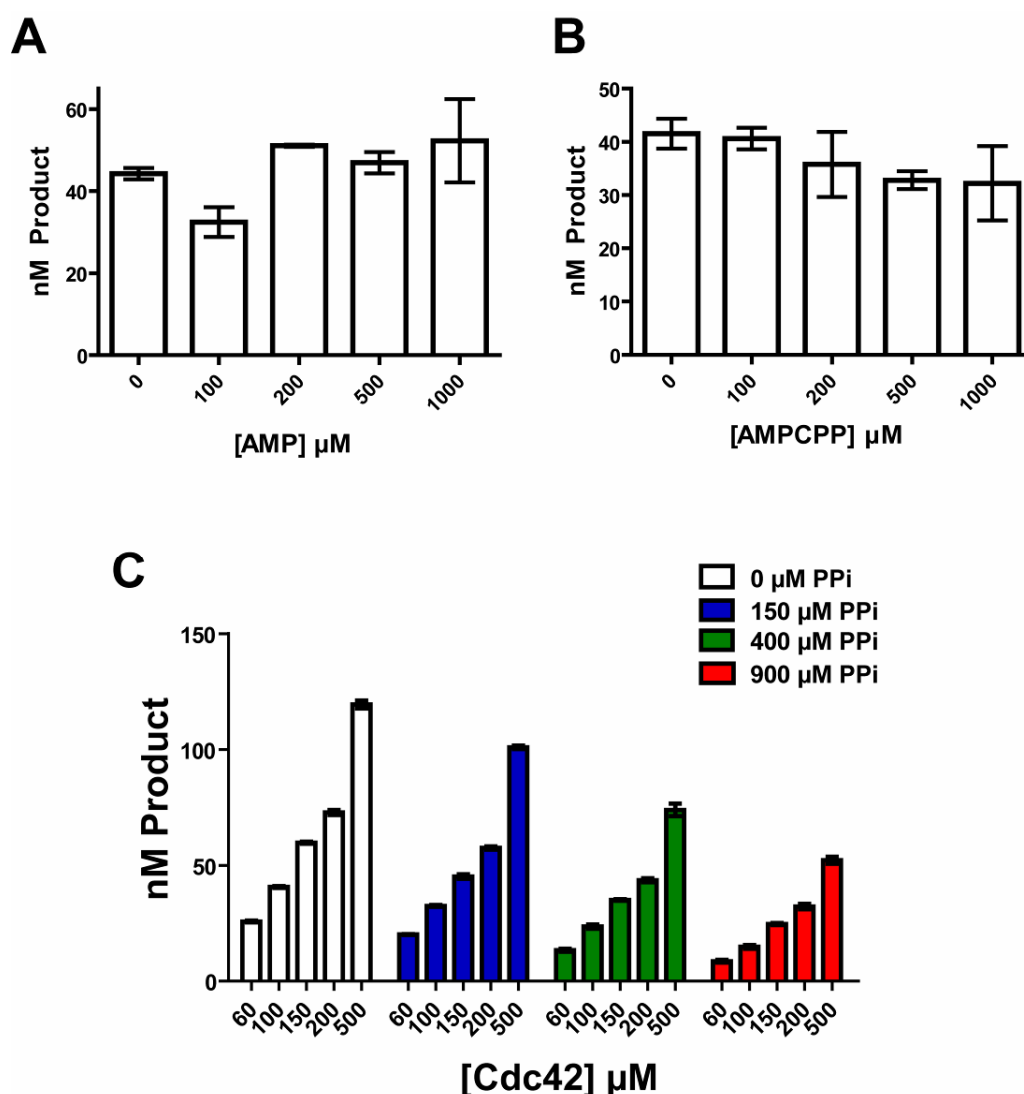 A
B
60
40
20
0
nM Product
0 100 200 500 1000
[AMP] µM
50
40
30
20
10
0
nM Product
0 100 200 500 1000
[AMPCPP] µM
C
0 µM PPi
150 µM PPi
400 µM PPi
900 µM PPi
150
100
50
0
nM Product
60 100 150 200 500 60 100 150 200 500 60 100 150 200 500 60 100 150 200 500
[Cdc42] µM